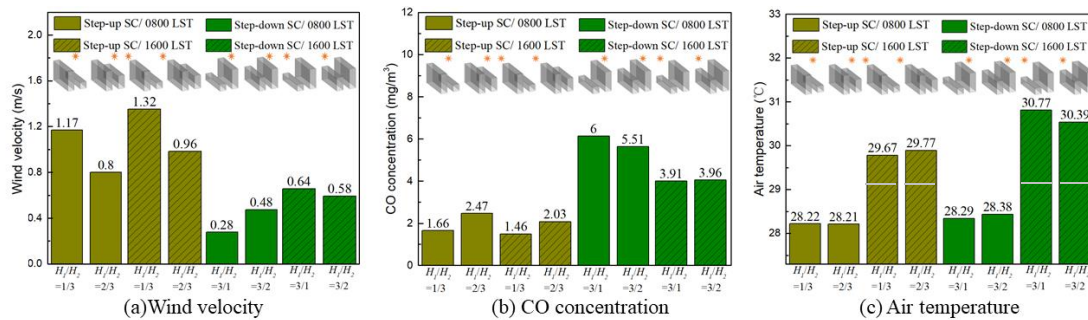 Step-up SC/ 0800 LST
Step-down SC/ 0800 LST
Step-up SC/ 1600 LST
Step-down SC/ 1600 LST
Wind velocity (m/s)
2.0
1.6
1.2
0.8
0.4
0.0
1.17
0.8
1.32
0.96
0.28
0.48
0.64
0.58
H1/H2 H1/H2 H1/H2 H1/H2 H1/H2 H1/H2 H1/H2 H1/H2
=1/3 =2/3 =1/3 =2/3 =3/1 =3/2 =3/1 =3/2
(a)Wind velocity
Step-up SC/ 0800 LST
Step-down SC/ 0800 LST
Step-up SC/ 1600 LST
Step-down SC/ 1600 LST
CO concentration (mg/m³)
12
10
8
6
4
2
0
1.66
2.47
1.46
2.03
6
5.51
3.91
3.96
H1/H2 H1/H2 H1/H2 H1/H2 H1/H2 H1/H2 H1/H2 H1/H2
=1/3 =2/3 =1/3 =2/3 =3/1 =3/2 =3/1 =3/2
(b) CO concentration
Step-up SC/ 0800 LST
Step-down SC/ 0800 LST
Step-up SC/ 1600 LST
Step-down SC/ 1600 LST
Air temperature (℃)
33
32
31
30
29
28
28.22
28.21
29.67
29.77
28.29
28.38
30.77
30.39
H1/H2 H1/H2 H1/H2 H1/H2 H1/H2 H1/H2 H1/H2 H1/H2
=1/3 =2/3 =1/3 =2/3 =3/1 =3/2 =3/1 =3/2
(c) Air temperature